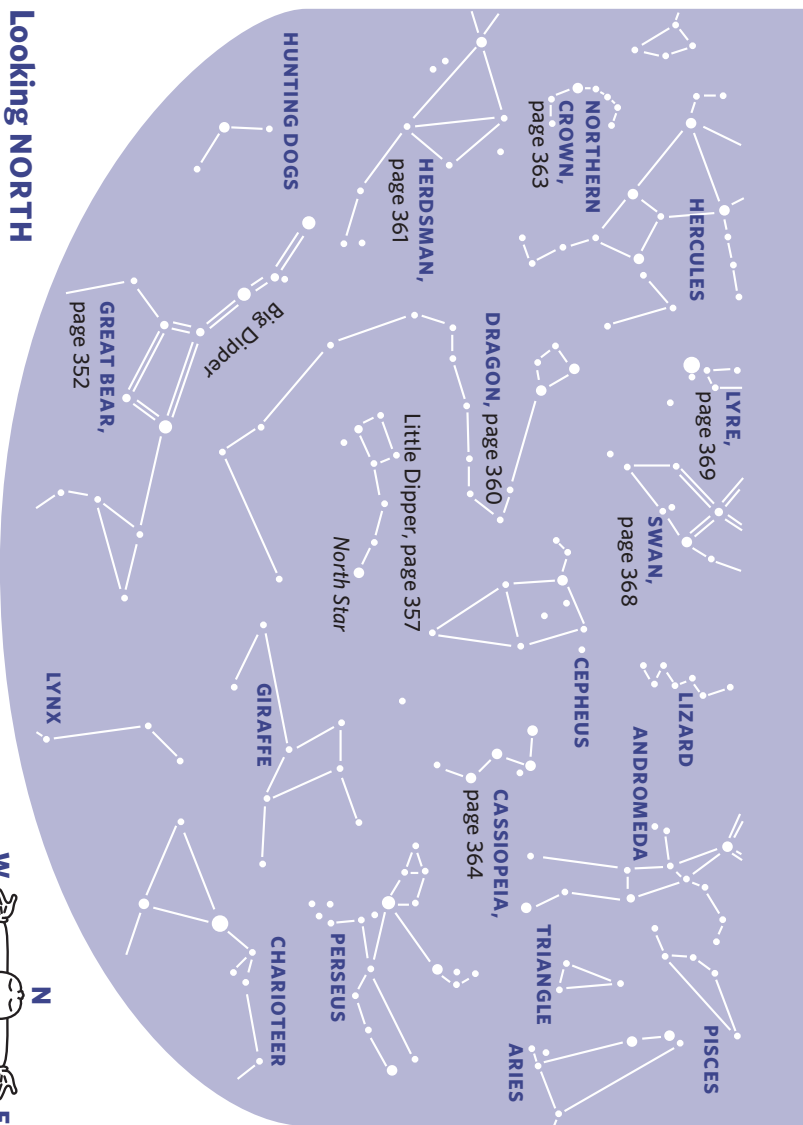 Looking NORTH
HUNTING DOGS
HERDSMAN,
page 361
NORTHERN
CROWN,
page 363
HERCULES
GREAT BEAR,
page 352
Big Dipper
DRAGON, page 360
Little Dipper, page 357
North Star
LYRE,
page 369
SWAN,
page 368
CEPHEUS
LIZARD
ANDROMEDA
LYNX
GIRAFFE
CASSIOPEIA,
page 364
PERSEUS
CHARIOTEER
TRIANGLE
ARIES
PISCES
W
N
E